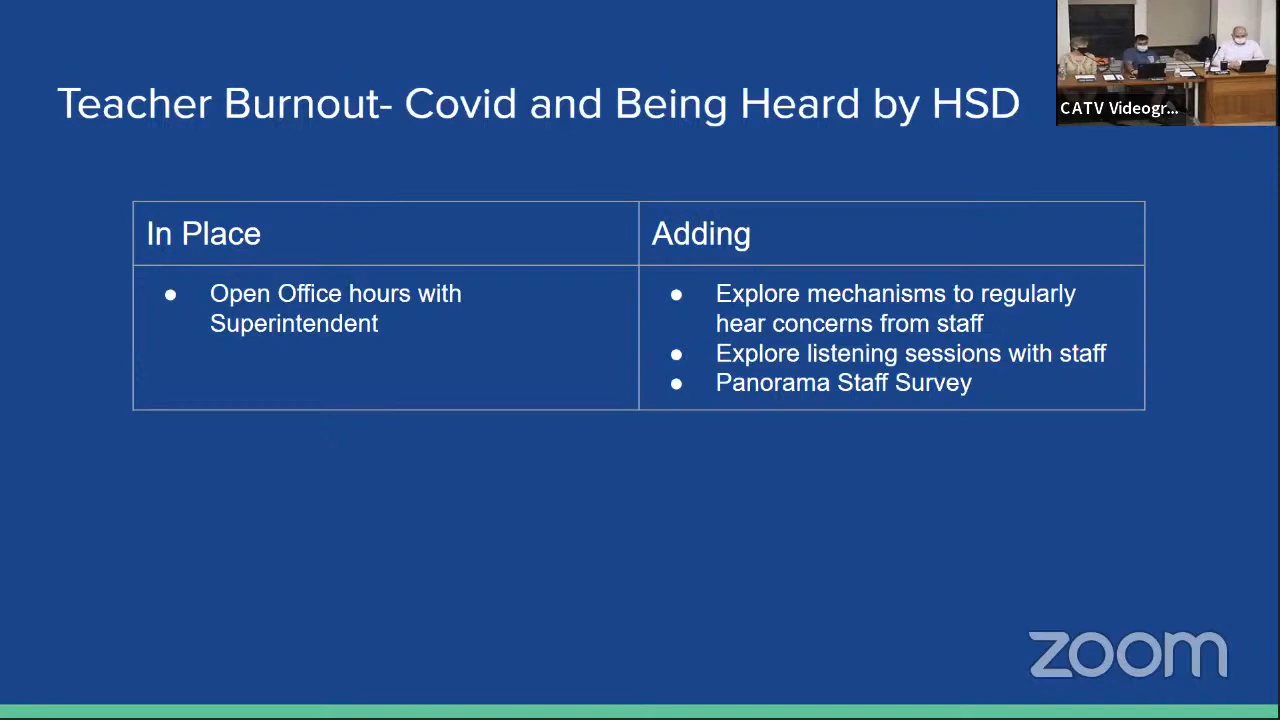 Teacher Burnout- Covid and Being Heard by HSD
CATV Videogr...
In Place
Adding
● Open Office hours with
Superintendent
● Explore mechanisms to regularly
hear concerns from staff
● Explore listening sessions with staff
● Panorama Staff Survey
zoom